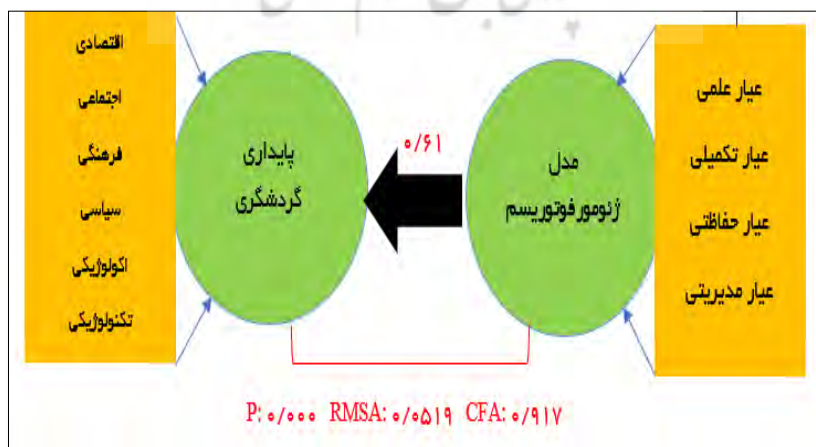 عیار علمی
عیار تکمیلی
عیار حفاظتی
عیار مدیریتی
مدل
ژئومورفوتوریسم
۰/۶۱
پایداری
گردشگری
اقتصادی
اجتماعی
فرهنگی
سیاسی
اکولوژیکی
تکنولوژیکی
P: ۰/۰۰۰ RMSA: ۰/۰۵۱۹ CFA: ۰/۹۱۷